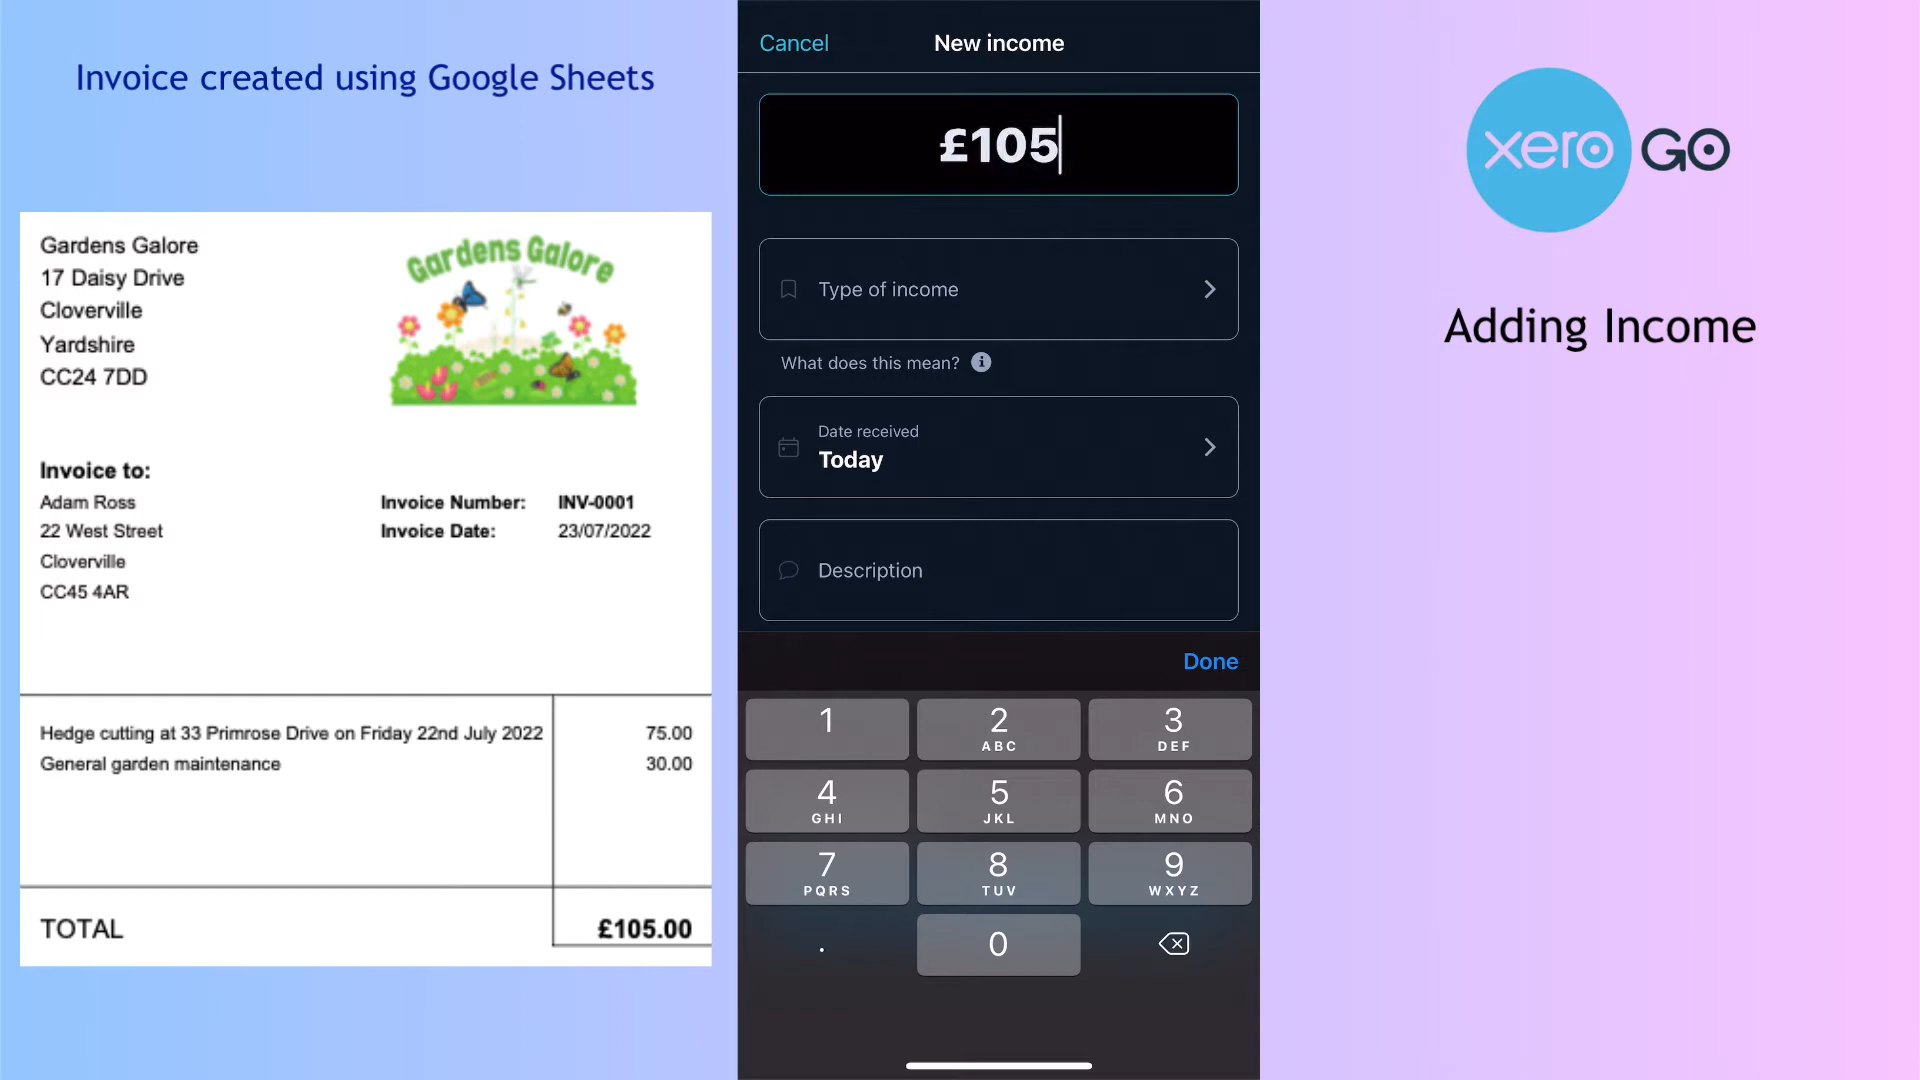 Invoice created using Google Sheets
Gardens Galore
17 Daisy Drive
Cloverville
Yardshire
CC24 7DD
Gardens Galore
Invoice to:
Adam Ross
22 West Street
Cloverville
CC45 4AR
Invoice Number: INV-0001
Invoice Date: 23/07/2022
Hedge cutting at 33 Primrose Drive on Friday 22nd July 2022 75.00
General garden maintenance 30.00
TOTAL £105.00
Cancel New income
£105
Type of income
What does this mean? i
Date received
Today
Description
Done
1 2 3
ABC DEF
4 5 6
GHI JKL MNO
7 8 9
PQRS TUV WXYZ
. 0
xero GO
Adding Income